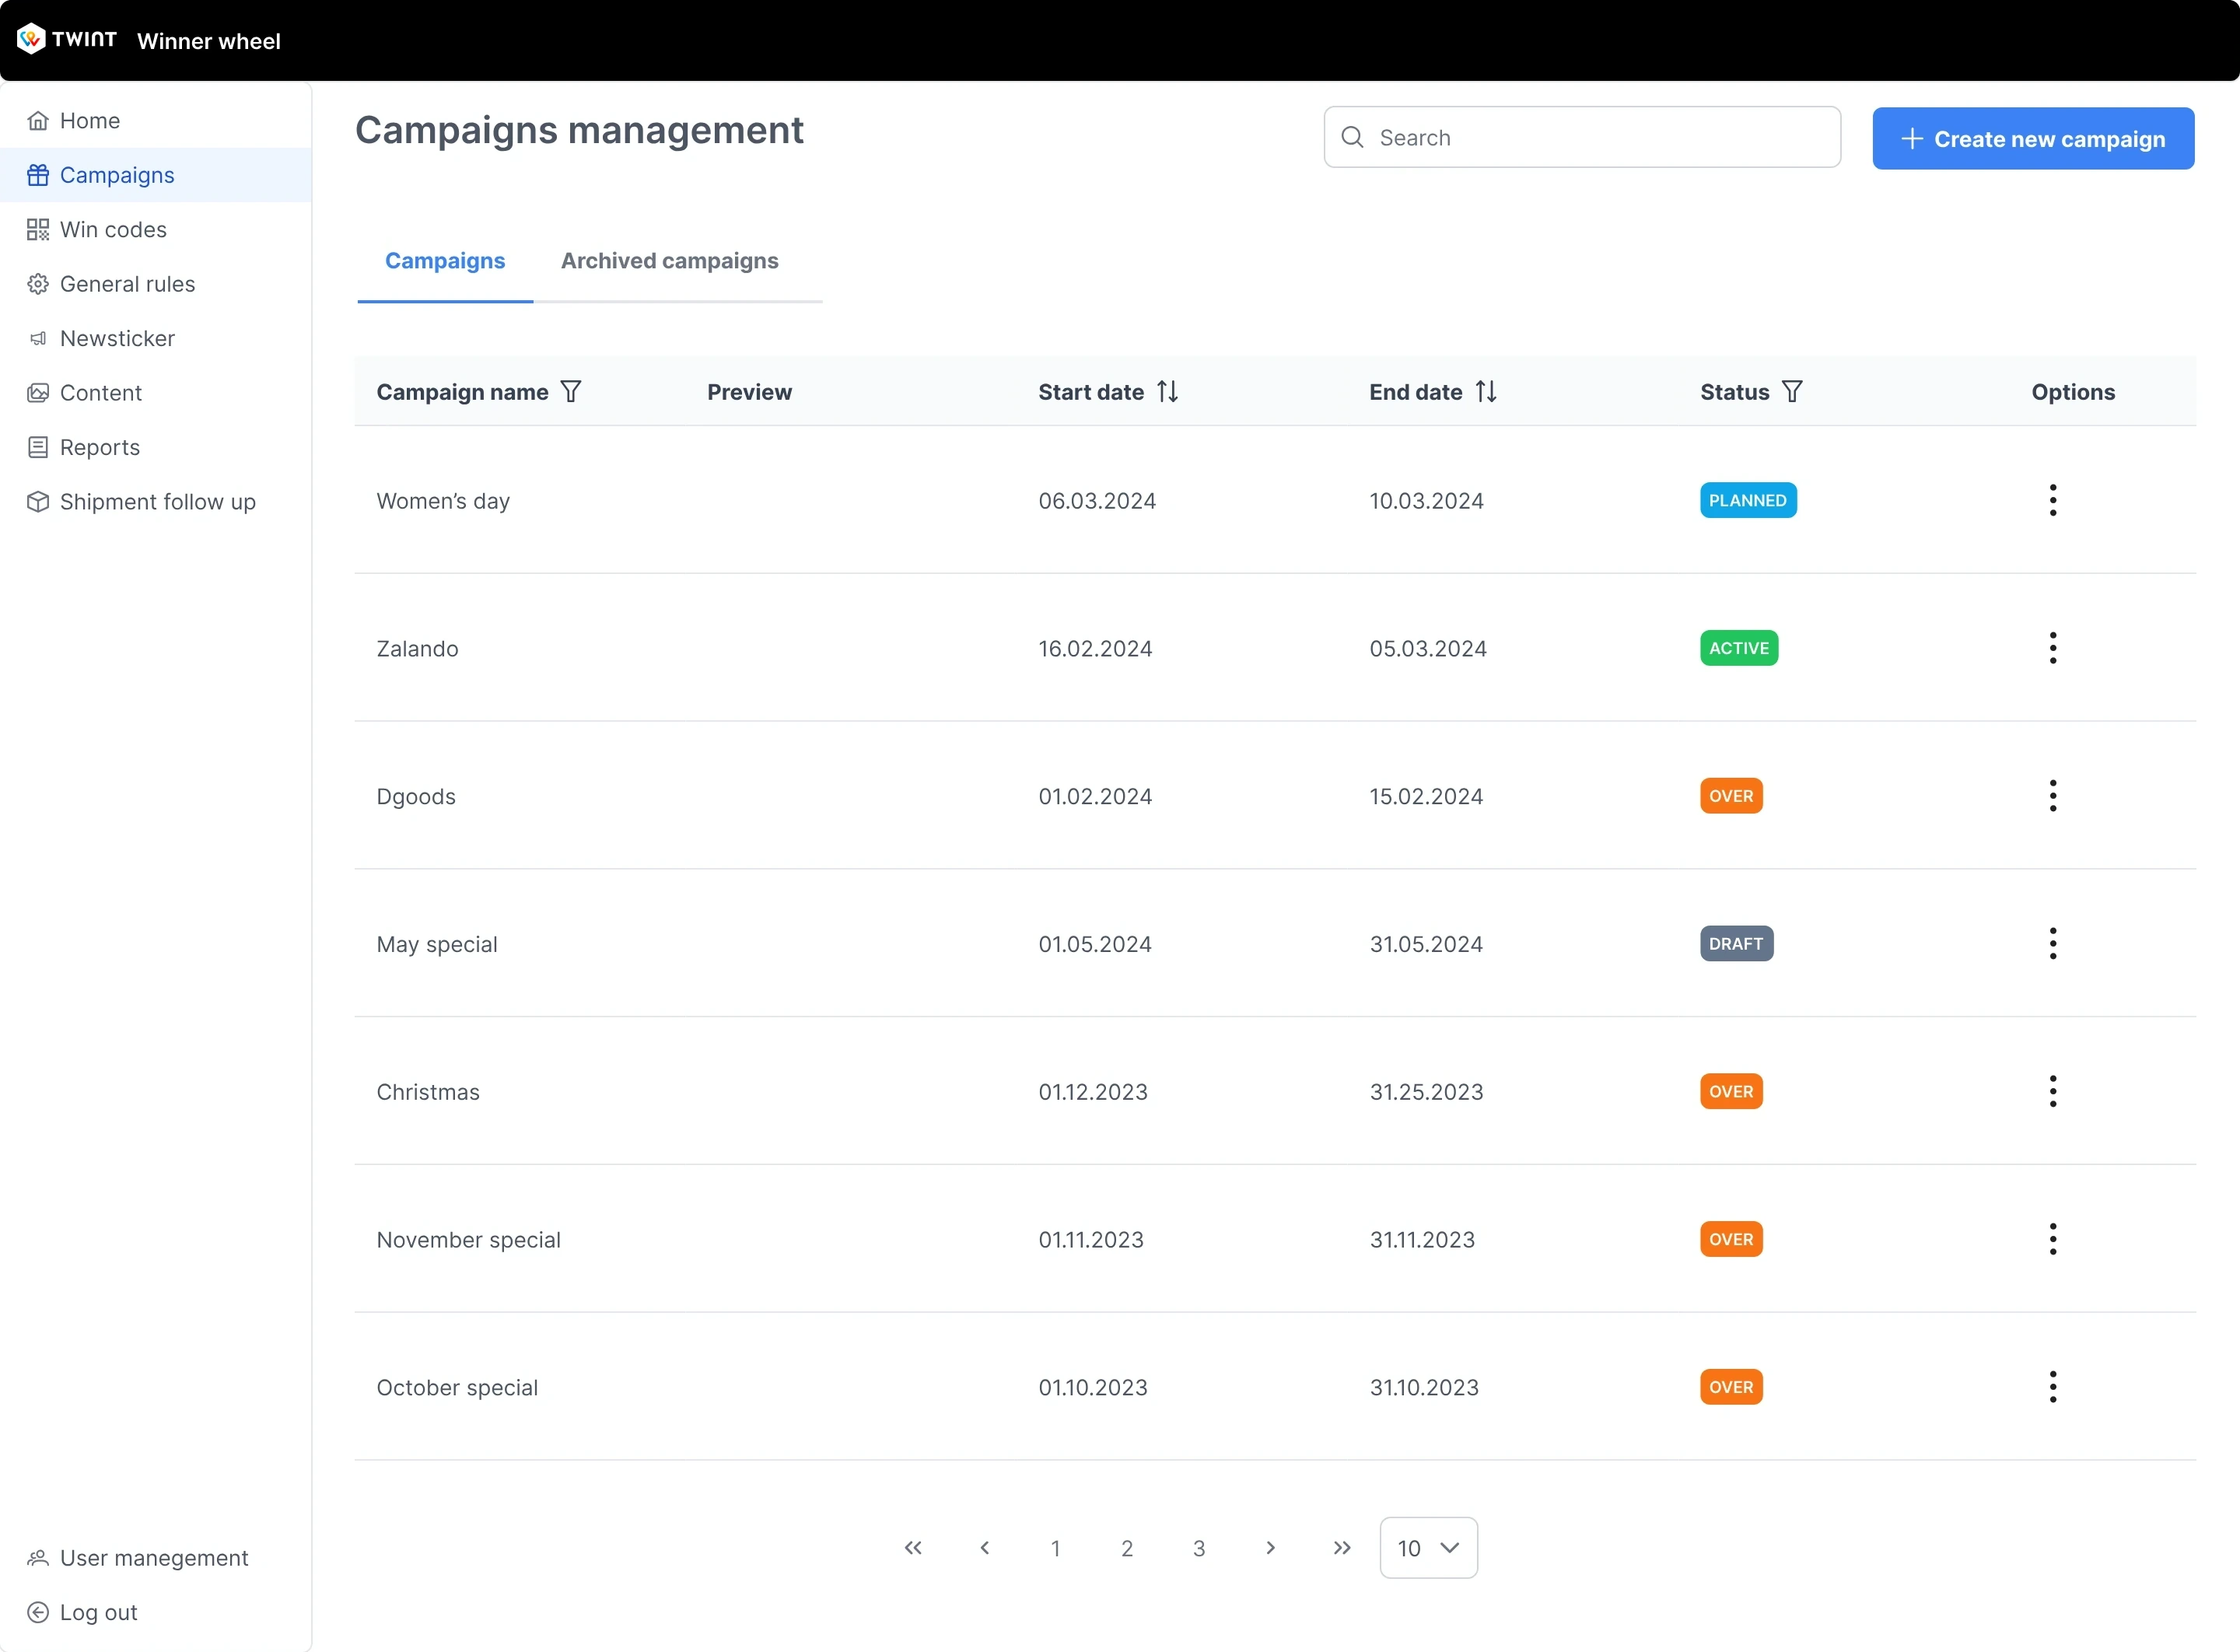 TWINT Winner wheel
Home
Campaigns
Win codes
General rules
Newsticker
Content
Reports
Shipment follow up
User manegement
Log out
Campaigns management
Search
Create new campaign
Campaigns Archived campaigns
Campaign name Preview Start date End date Status Options
Women’s day 06.03.2024 10.03.2024 PLANNED
Zalando 16.02.2024 05.03.2024 ACTIVE
Dgoods 01.02.2024 15.02.2024 OVER
May special 01.05.2024 31.05.2024 DRAFT
Christmas 01.12.2023 31.25.2023 OVER
November special 01.11.2023 31.11.2023 OVER
October special 01.10.2023 31.10.2023 OVER
1 2 3 10